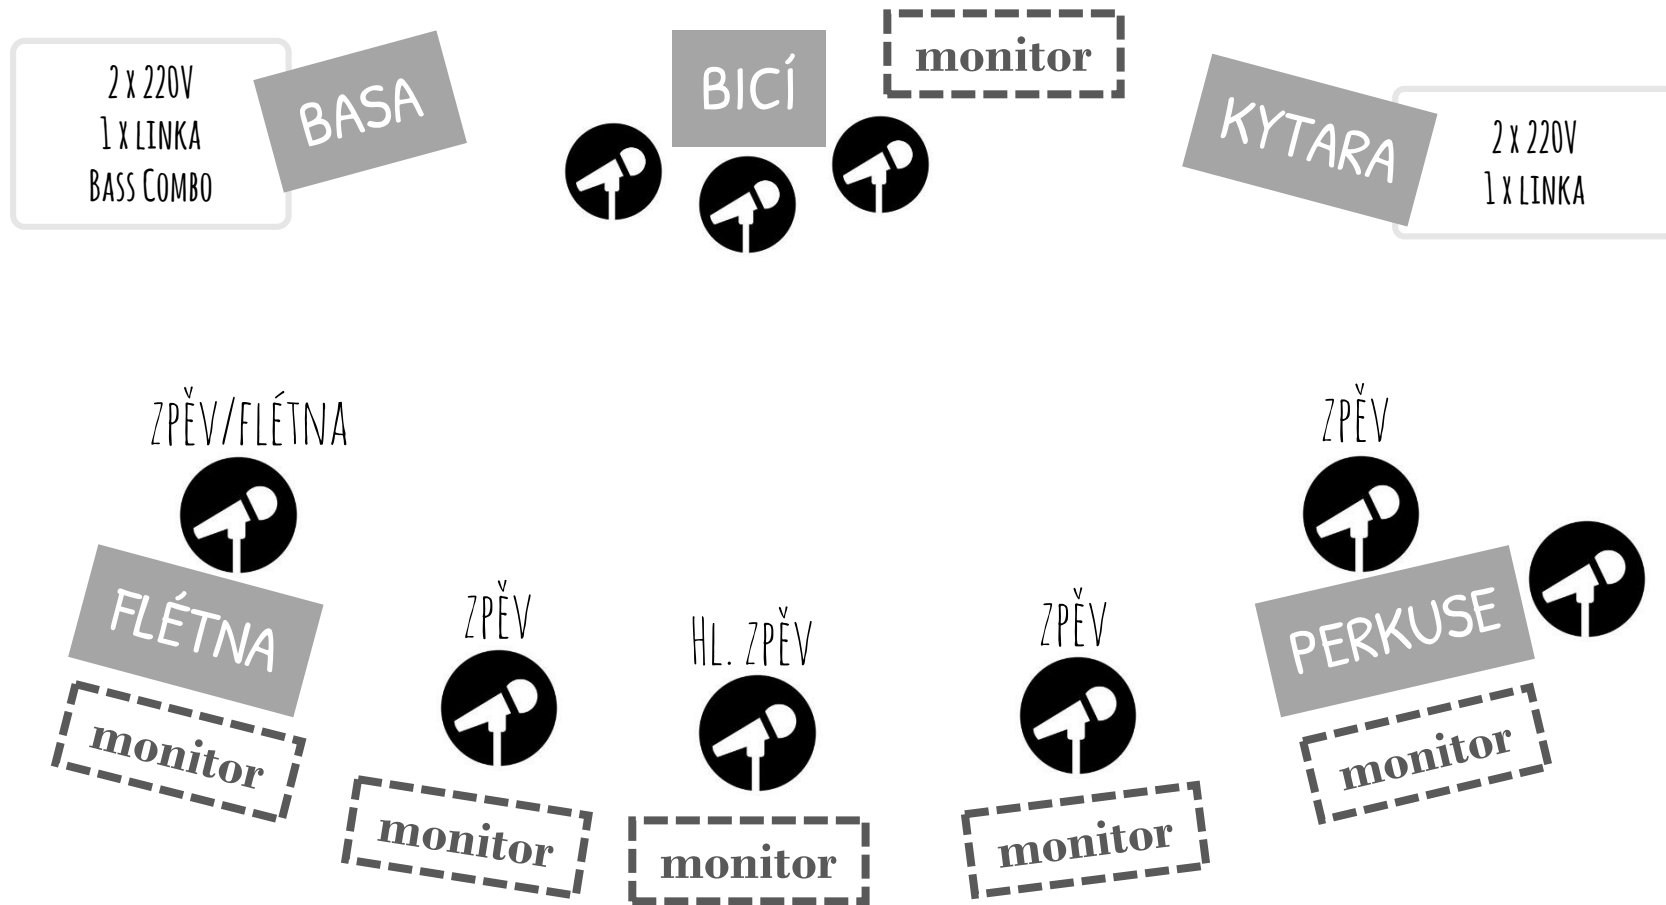 2 x 220V
1 x linka
Bass Combo
BASA
BICÍ
monitor
KYTARA
2 x 220V
1 x linka
zpěv/flétna
FLÉTNA
monitor
zpěv
monitor
Hl. zpěv
monitor
zpěv
monitor
zpěv
PERKUSE
monitor